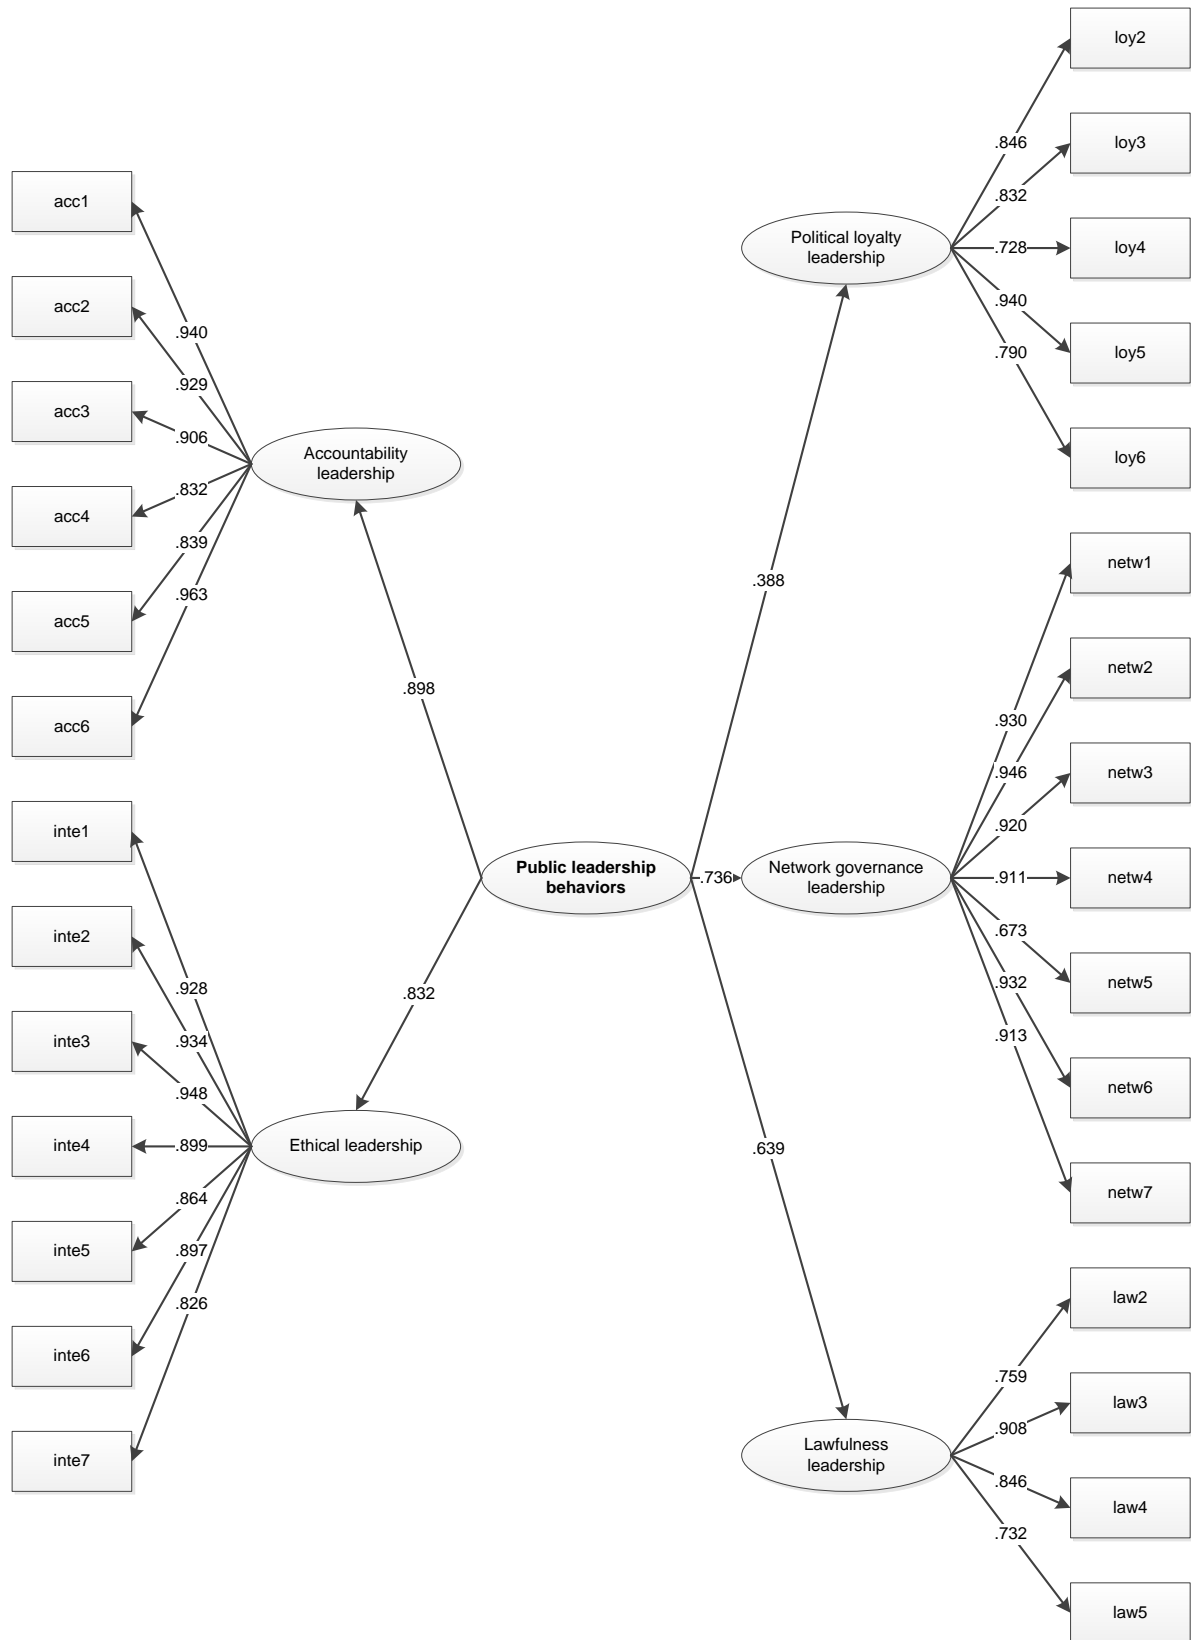 loy2
.846
loy3
.832
acc1
Political loyalty
leadership
.728
loy4
acc2
.940
.940
loy5
.790
.929
acc3
.906
Accountability
leadership
loy6
.832
acc4
.839
netw1
.388
.963
acc5
netw2
.898
acc6
.930
.946
netw3
inte1
.920
Public leadership
behaviors
.736
Network governance
leadership
.911
netw4
inte2
.673
netw5
.928
.832
.932
inte3
.934
.913
netw6
.948
inte4
.899
Ethical leadership
.639
.864
netw7
inte5
.897
.826
law2
inte6
.759
law3
.908
inte7
Lawfulness
leadership
.846
law4
.732
law5